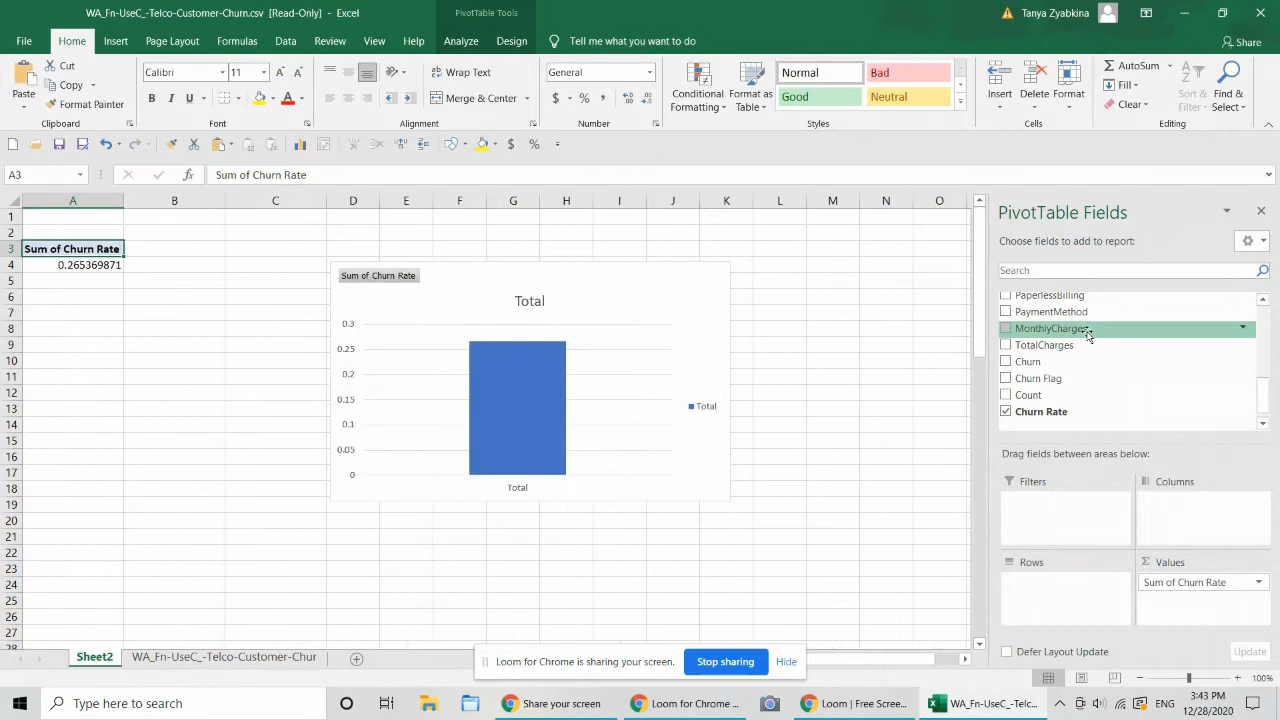 WA_Fn-UseC_-Telco-Customer-Churn.csv [Read-Only] - Excel
PivotTable Tools
Tanya Zyabkina
File Home Insert Page Layout Formulas Data Review View Help Analyze Design Tell me what you want to do Share
Paste
Cut
Copy
Format Painter
Clipboard
Calibri 11
B I U
Font
Wrap Text
Merge & Center
Alignment
General
$ % ,
Number
Conditional Formatting
Format as Table
Normal Bad
Good Neutral
Styles
Insert Delete Format
Cells
AutoSum
Fill
Clear
Sort & Filter
Find & Select
Editing
$ %
A3 fx Sum of Churn Rate
A B C D E F G H I J K L M N O
1
2
3 Sum of Churn Rate
4 0.265369871
5
6
7
8
9
10
11
12
13
14
15
16
17
18
19
20
21
22
23
24
25
26
27
28
Sum of Churn Rate
Total
0.3
0.25
0.2
0.15
0.1
0.05
0
Total
Total
PivotTable Fields
Choose fields to add to report:
Search
PaperlessBilling
PaymentMethod
MonthlyCharges
TotalCharges
Churn
Churn Flag
Count
Churn Rate
Drag fields between areas below:
Filters Columns
Rows Σ Values
Sum of Churn Rate
Defer Layout Update Update
Sheet2 WA_Fn-UseC_-Telco-Customer-Chur
Loom for Chrome is sharing your screen. Stop sharing Hide
100%
Type here to search
Share your screen
Loom for Chrome ...
Loom | Free Scree...
WA_Fn-UseC_-Telc...
3:43 PM
12/28/2020